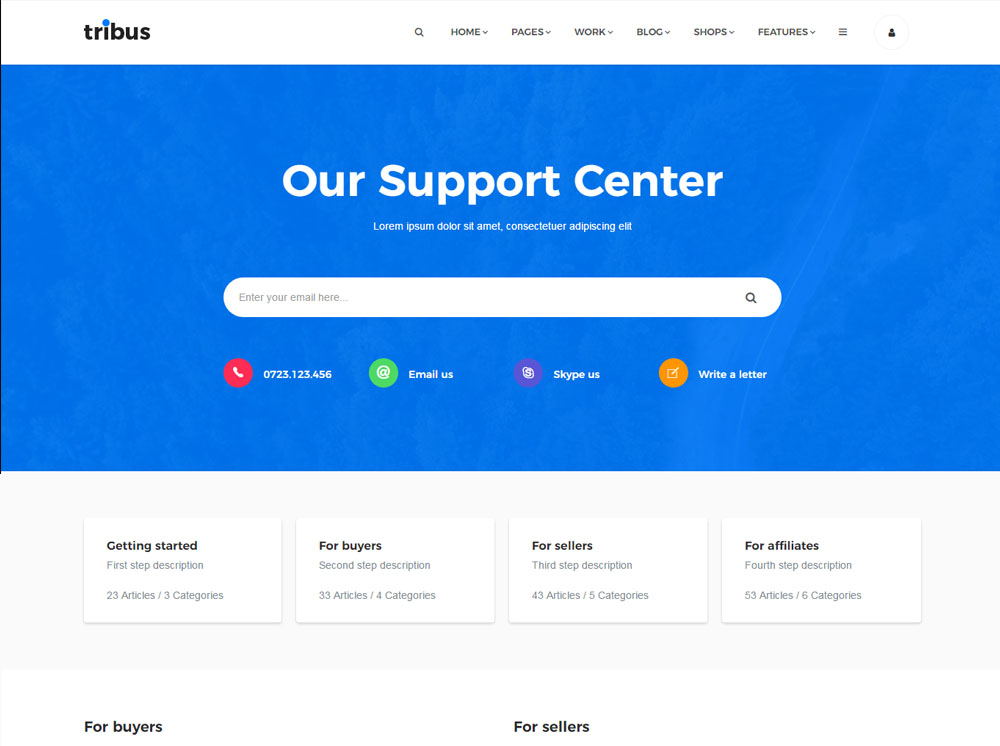 tribus
HOME PAGES WORK BLOG SHOPS FEATURES
Our Support Center
Lorem ipsum dolor sit amet, consectetuer adipiscing elit
Enter your email here...
0723.123.456 Email us Skype us Write a letter
Getting started
First step description
23 Articles / 3 Categories
For buyers
Second step description
33 Articles / 4 Categories
For sellers
Third step description
43 Articles / 5 Categories
For affiliates
Fourth step description
53 Articles / 6 Categories
For buyers
For sellers